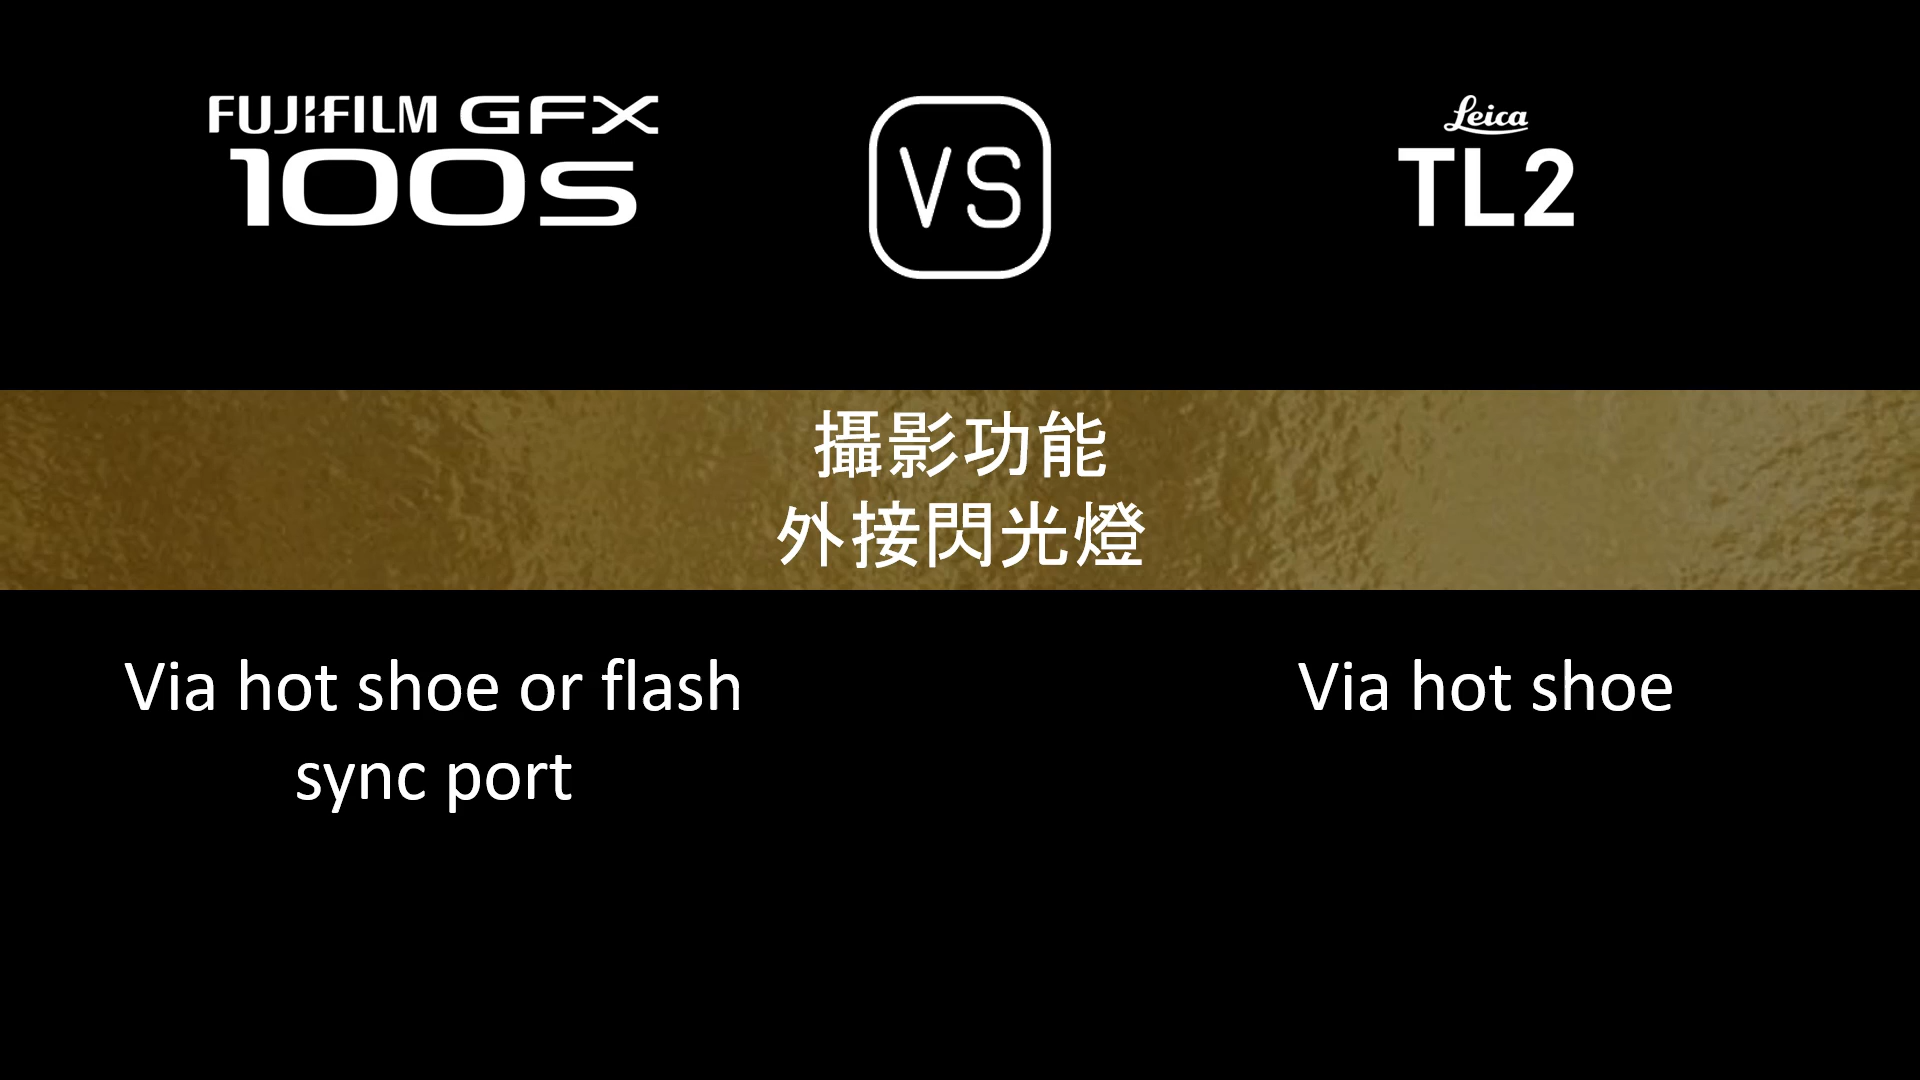 FUJIFILM GFX
100S
VS
Leica
TL2
攝影功能
外接閃光燈
Via hot shoe or flash
sync port
Via hot shoe